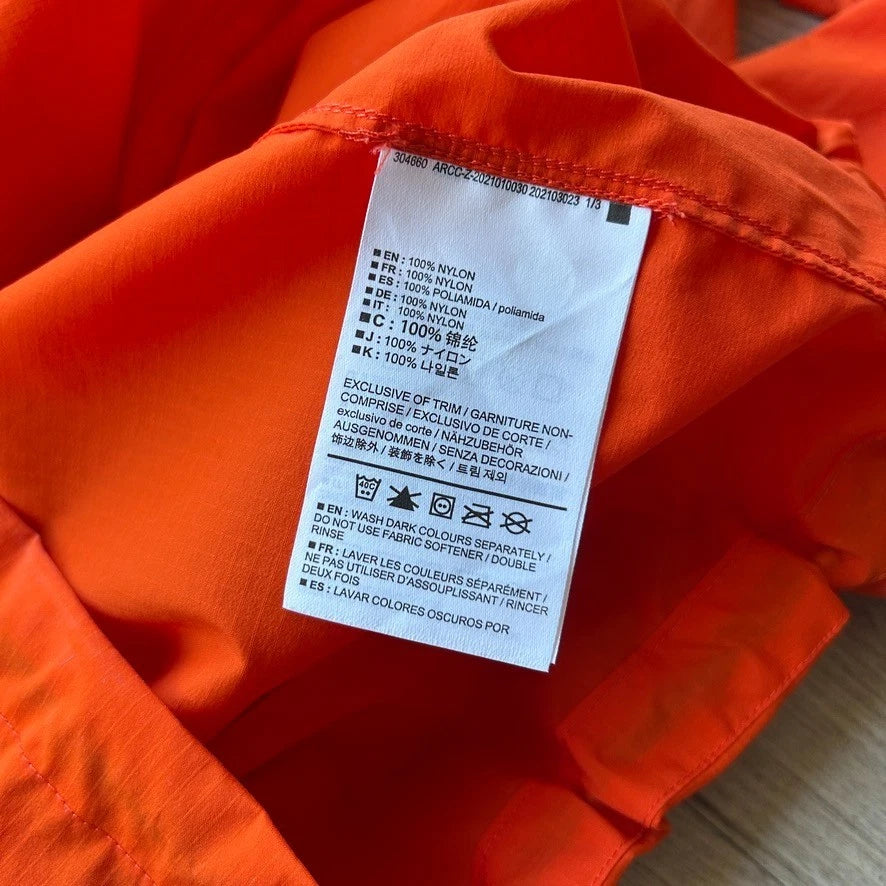 304660 ARCC-Z-2021010030 202103023 1/3
■ EN : 100% NYLON
■ FR : 100% NYLON
■ ES : 100% POLIAMIDA / poliamida
■ DE : 100% NYLON
■ IT : 100% NYLON
■ C : 100% 锦纶
■ J : 100% ナイロン
■ K : 100% 나일론
EXCLUSIVE OF TRIM / GARNITURE NON-
COMPRISE / EXCLUSIVO DE CORTE /
exclusivo de corte / NÄHZUBEHÖR
AUSGENOMMEN / SENZA DECORAZIONI /
饰边除外 / 装飾を除く / 트림 제외
40C
■ EN : WASH DARK COLOURS SEPARATELY /
DO NOT USE FABRIC SOFTENER / DOUBLE
RINSE
■ FR : LAVER LES COULEURS SÉPARÉMENT /
NE PAS UTILISER D'ASSOUPLISSANT / RINCER
DEUX FOIS
■ ES : LAVAR COLORES OSCUROS POR